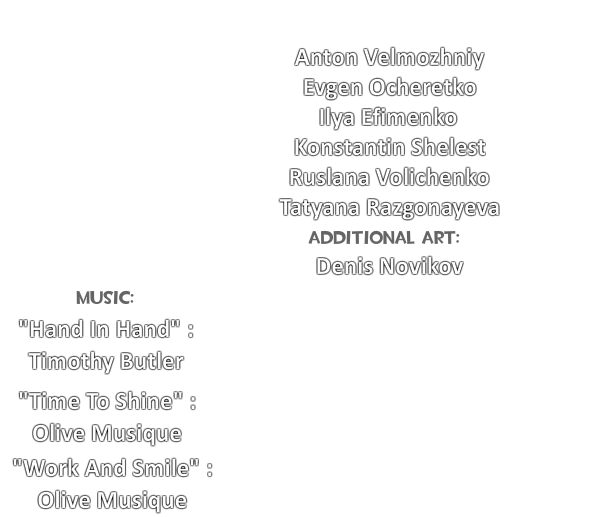 Anton Velmozhniy
Evgen Ocheretko
Ilya Efimenko
Konstantin Shelest
Ruslana Volichenko
Tatyana Razgonayeva
ADDITIONAL ART:
Denis Novikov
MUSIC:
"Hand In Hand" :
Timothy Butler
"Time To Shine" :
Olive Musique
"Work And Smile" :
Olive Musique